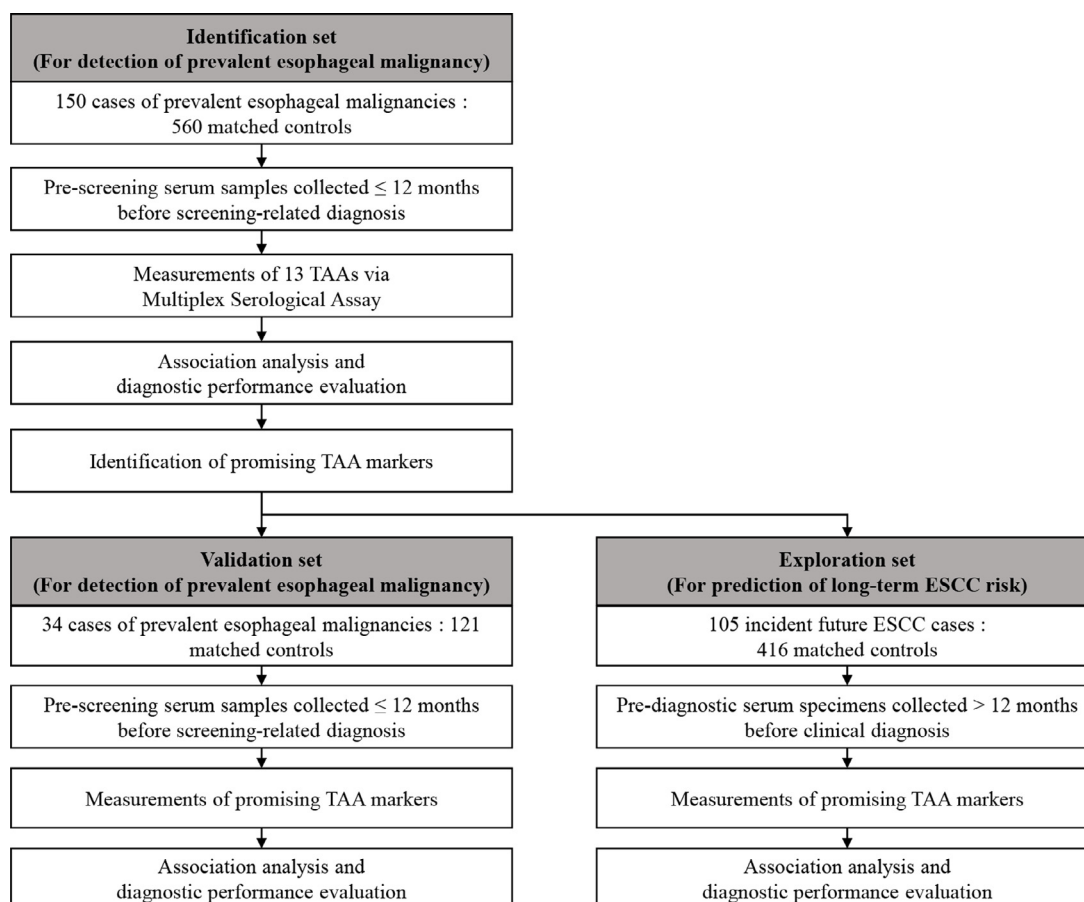 Identification set
(For detection of prevalent esophageal malignancy)
150 cases of prevalent esophageal malignancies :
560 matched controls
Pre-screening serum samples collected ≤ 12 months
before screening-related diagnosis
Measurements of 13 TAAs via
Multiplex Serological Assay
Association analysis and
diagnostic performance evaluation
Identification of promising TAA markers
Validation set
(For detection of prevalent esophageal malignancy)
34 cases of prevalent esophageal malignancies : 121
matched controls
Pre-screening serum samples collected ≤ 12 months
before screening-related diagnosis
Measurements of promising TAA markers
Association analysis and
diagnostic performance evaluation
Exploration set
(For prediction of long-term ESCC risk)
105 incident future ESCC cases :
416 matched controls
Pre-diagnostic serum specimens collected > 12 months
before clinical diagnosis
Measurements of promising TAA markers
Association analysis and
diagnostic performance evaluation